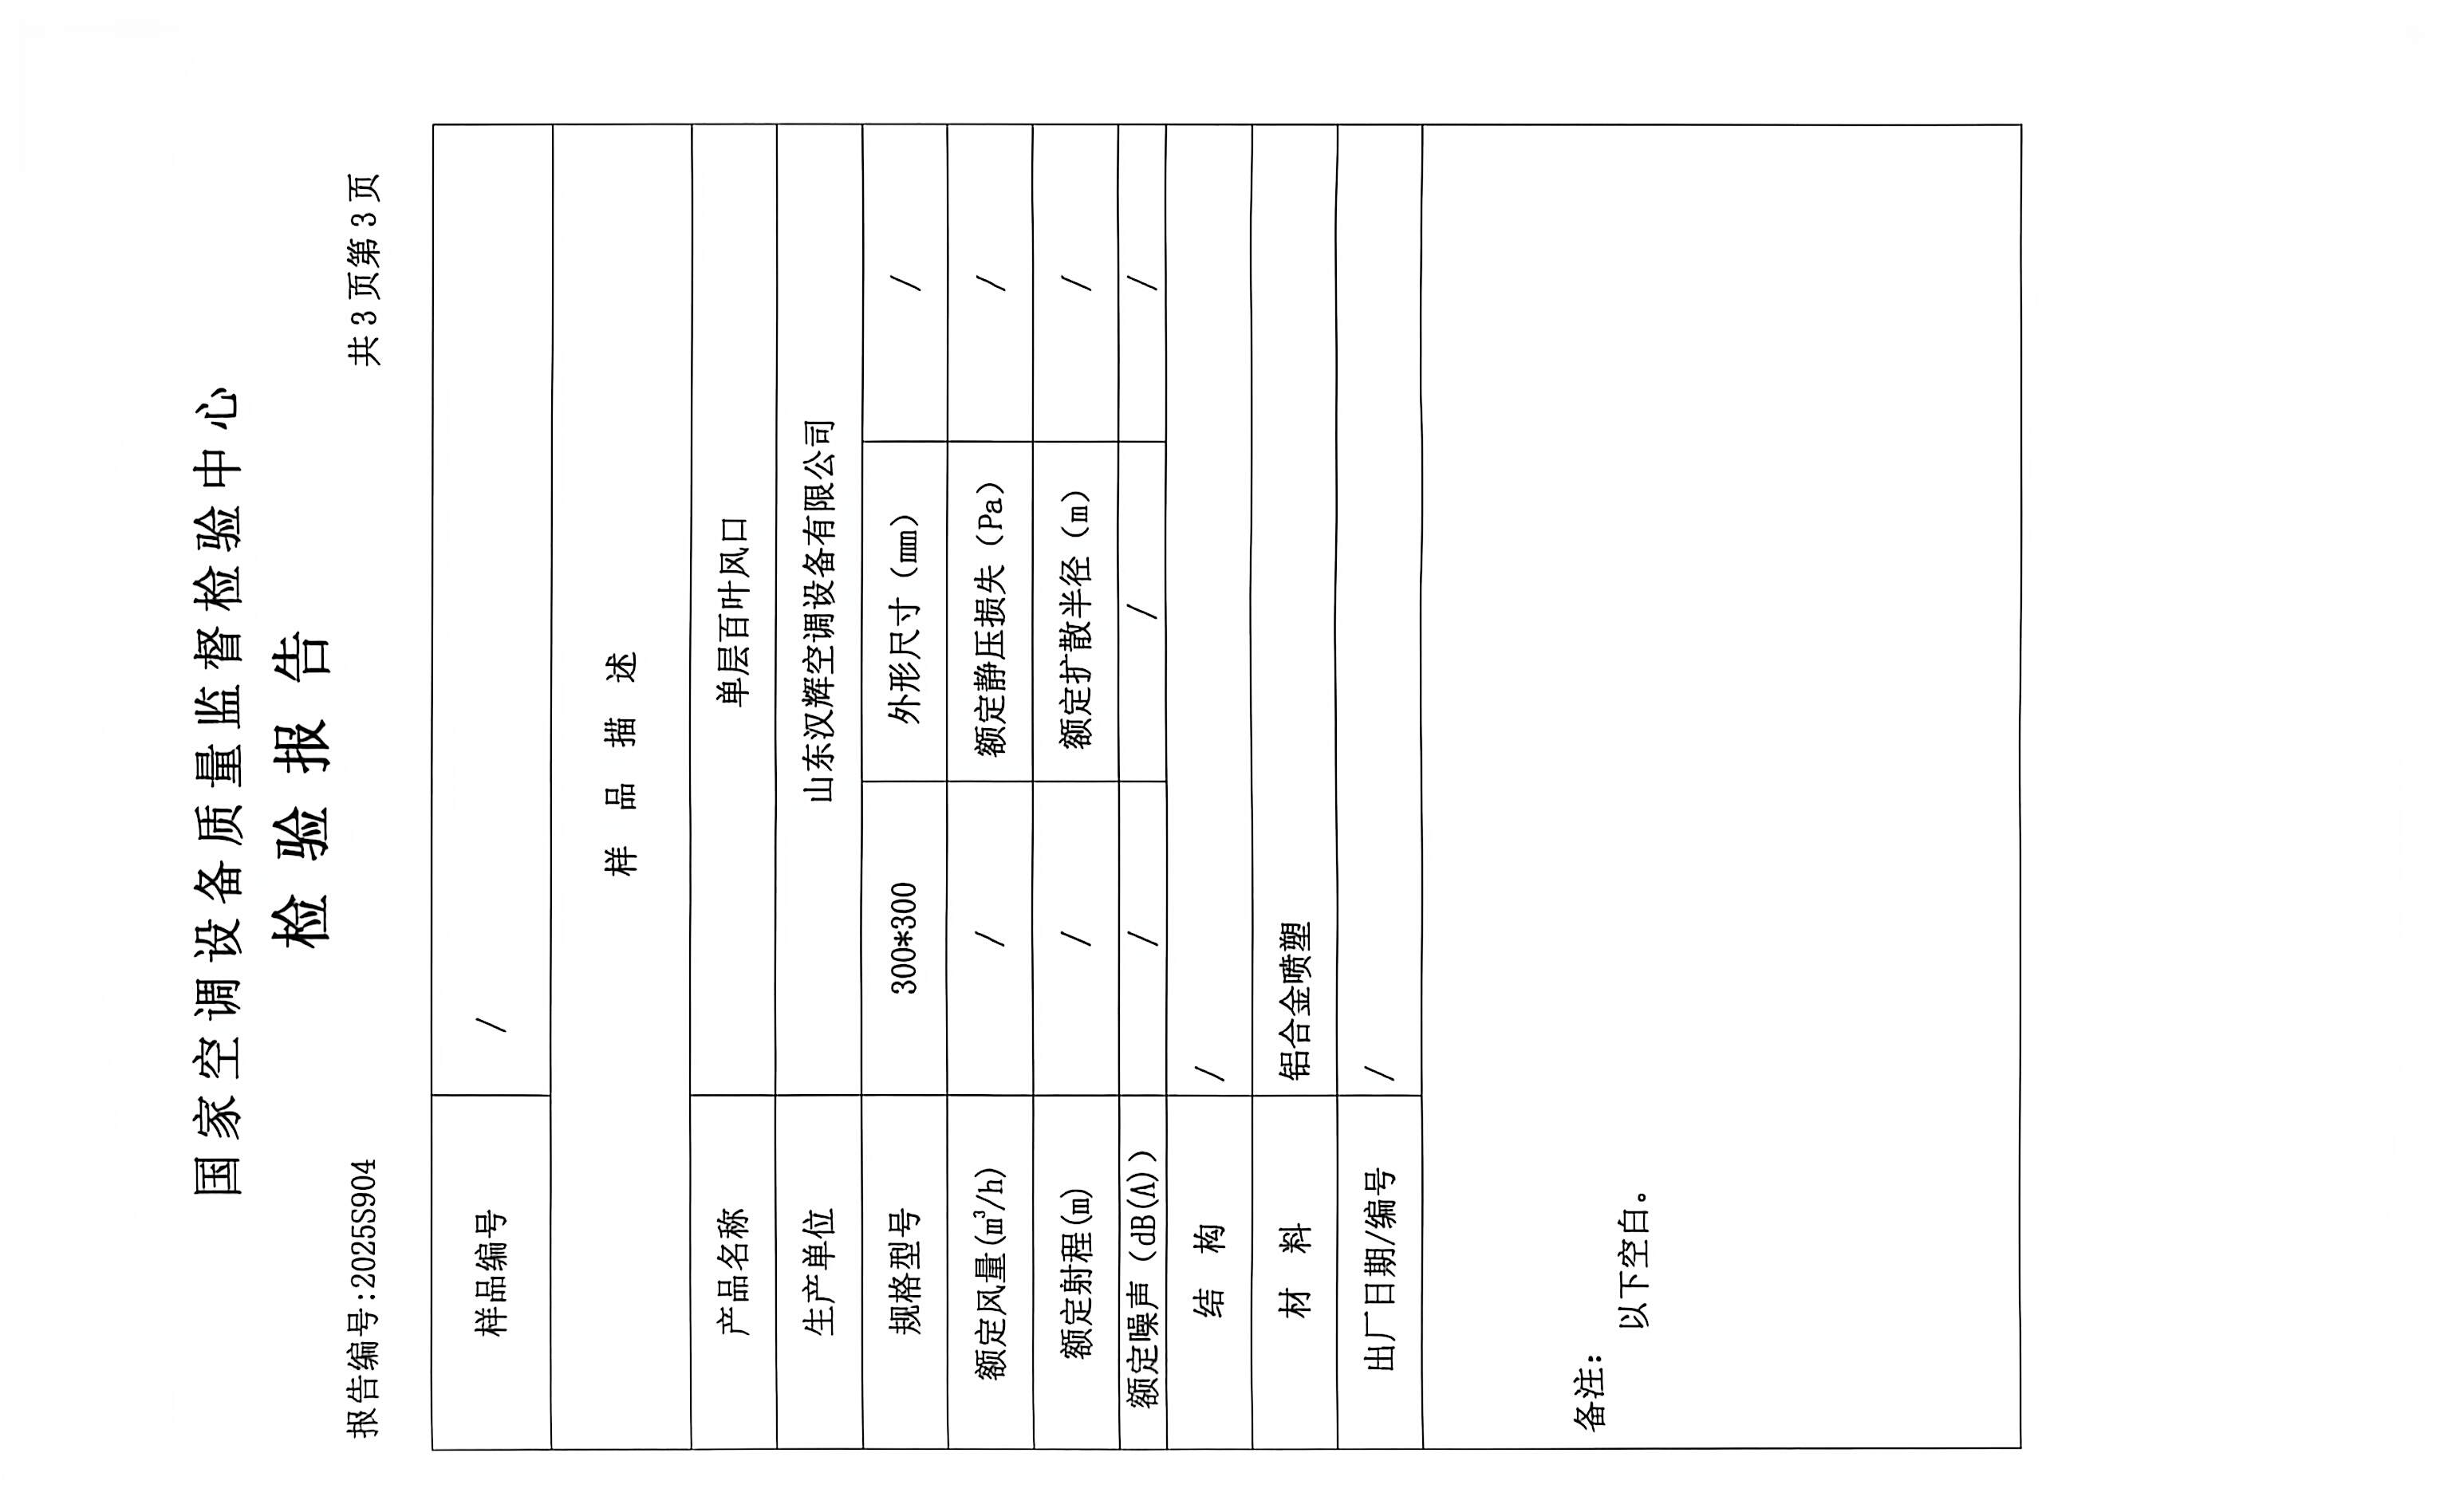 国家空调设备质量监督检验中心
检验报告
报告编号:2025S904 共 3 页第 3 页
样品编号 /
样品描述
产品名称 单层百叶风口
生产单位 山东汉辉空调设备有限公司
规格型号 300*300 外形尺寸（mm） /
额定风量(m³/h) / 额定静压损失（Pa） /
额定射程(m) / 额定扩散半径（m） /
额定噪声（dB(A)） / / /
结构 /
材料 铝合金喷塑
出厂日期/编号 /
备注:
以下空白。